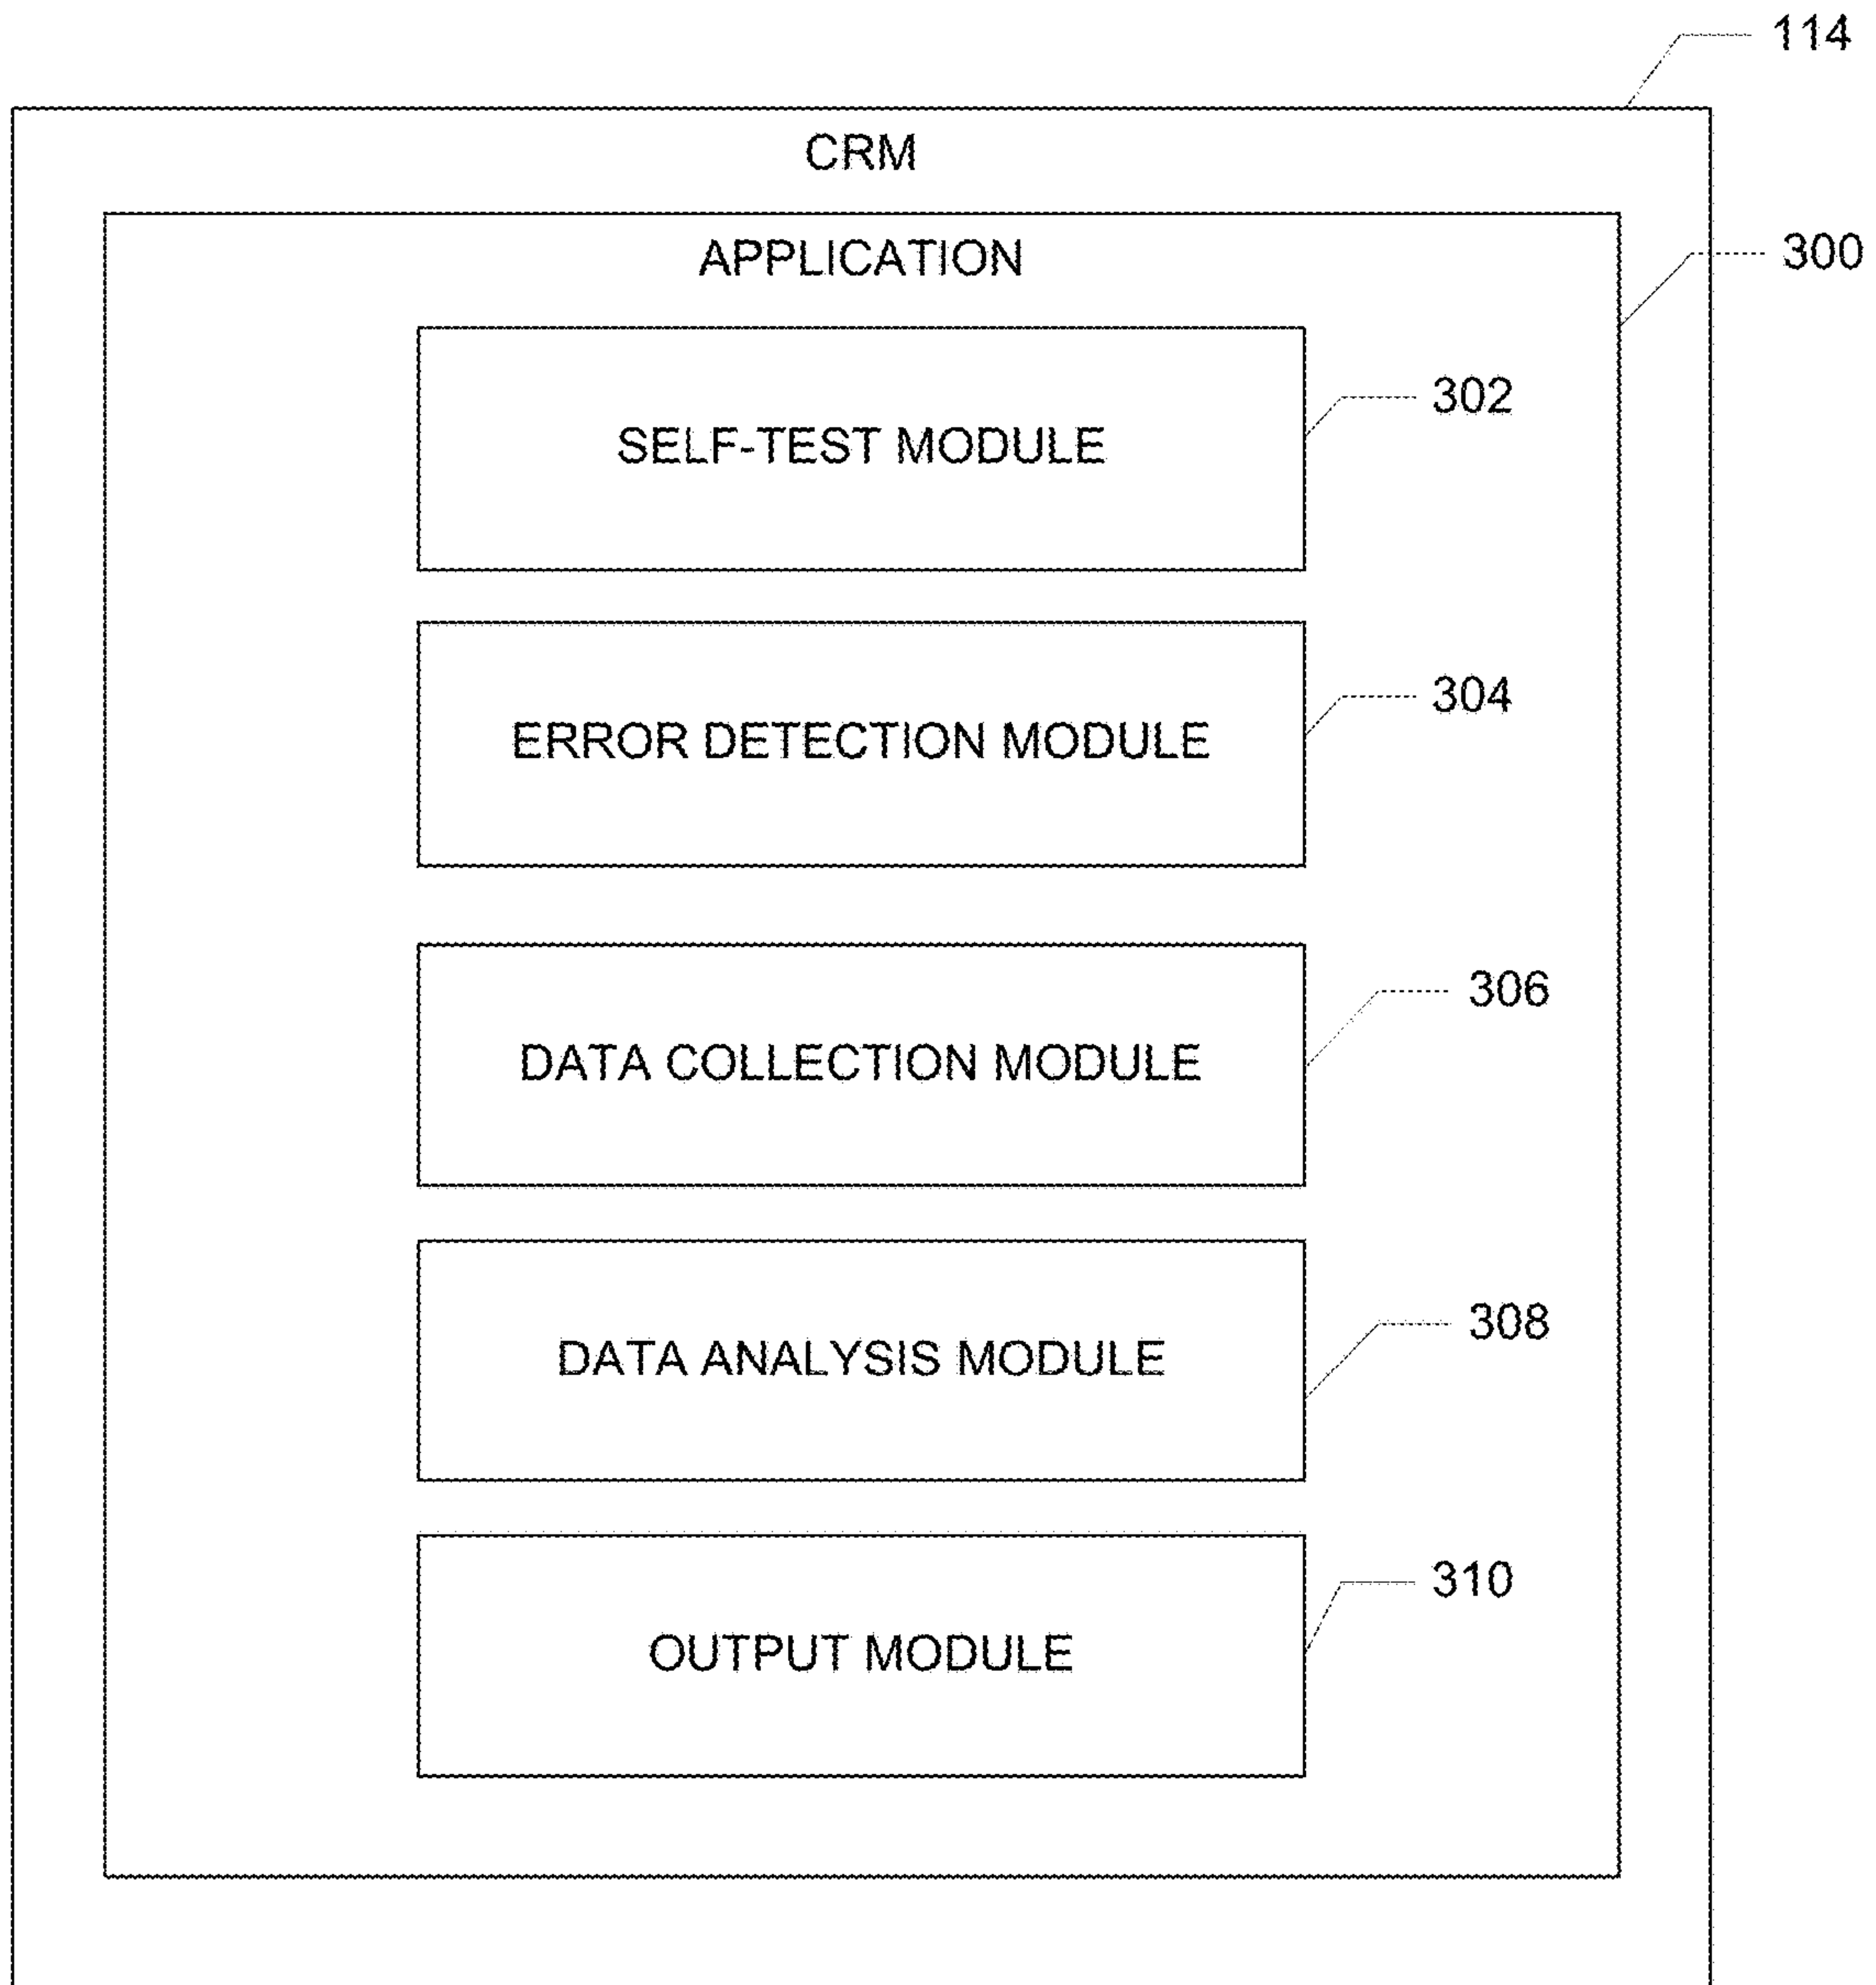 114
CRM
APPLICATION
300
SELF-TEST MODULE
302
ERROR DETECTION MODULE
304
DATA COLLECTION MODULE
306
DATA ANALYSIS MODULE
308
OUTPUT MODULE
310